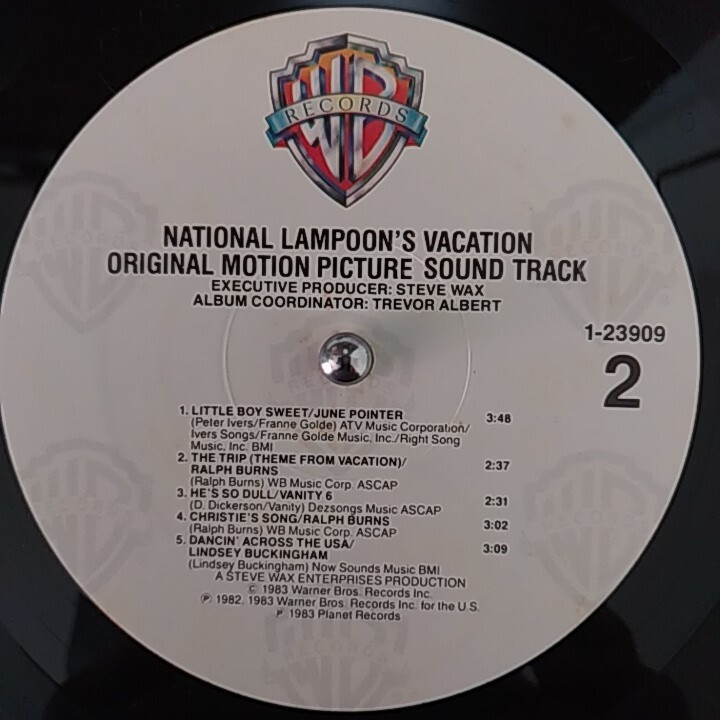 WB
RECORDS
NATIONAL LAMPOON'S VACATION
ORIGINAL MOTION PICTURE SOUND TRACK
EXECUTIVE PRODUCER: STEVE WAX
ALBUM COORDINATOR: TREVOR ALBERT
1-23909
2
1. LITTLE BOY SWEET/JUNE POINTER 3:48
(Peter Ivers/Franne Golde) ATV Music Corporation/
Ivers Songs/Franne Golde Music, Inc./Right Song
Music, Inc. BMI
2. THE TRIP (THEME FROM VACATION)/ 2:37
RALPH BURNS
(Ralph Burns) WB Music Corp. ASCAP
3. HE'S SO DULL/VANITY 6 2:31
(D. Dickerson/Vanity) Dezsongs Music ASCAP
4. CHRISTIE'S SONG/RALPH BURNS 3:02
(Ralph Burns) WB Music Corp. ASCAP
5. DANCIN' ACROSS THE USA/ 3:09
LINDSEY BUCKINGHAM
(Lindsey Buckingham) Now Sounds Music BMI
A STEVE WAX ENTERPRISES PRODUCTION
© 1983 Warner Bros. Records Inc.
℗ 1982, 1983 Warner Bros. Records Inc. for the U.S.
℗ 1983 Planet Records